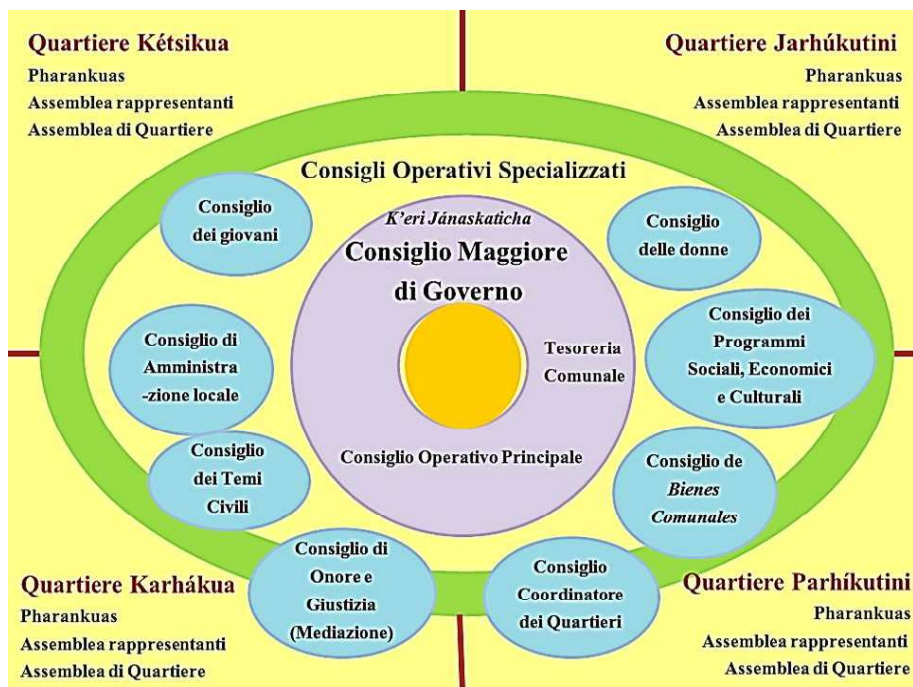 Quartiere Kétsikua
Pharankuas
Assemblea rappresentanti
Assemblea di Quartiere
Quartiere Jarhúkutini
Pharankuas
Assemblea rappresentanti
Assemblea di Quartiere
Consigli Operativi Specializzati
Consiglio
dei giovani
K'eri Jánaskaticha
Consiglio Maggiore
di Governo
Consiglio
delle donne
Consiglio di
Amministra
-zione locale
Tesoreria
Comunale
Consiglio dei
Programmi
Sociali, Economici
e Culturali
Consiglio
dei Temi
Civili
Consiglio Operativo Principale
Consiglio de
Bienes
Comunales
Consiglio di
Onore e
Giustizia
(Mediazione)
Consiglio
Coordinatore
dei Quartieri
Quartiere Karhákua
Pharankuas
Assemblea rappresentanti
Assemblea di Quartiere
Quartiere Parhíkutini
Pharankuas
Assemblea rappresentanti
Assemblea di Quartiere